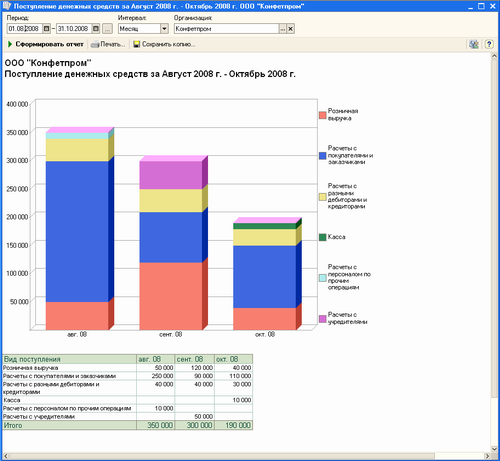 Поступление денежных средств за Август 2008 г. - Октябрь 2008 г. ООО "Конфетпром"
Период: Интервал: Организация:
01.08.2008 – 31.10.2008 ... Месяц Конфетпром ... ×
Сформировать отчет Печать... Сохранить копию... ?
ООО "Конфетпром"
Поступление денежных средств за Август 2008 г. - Октябрь 2008 г.
400 000
350 000
300 000
250 000
200 000
150 000
100 000
50 000
авг. 08 сент. 08 окт. 08
Розничная
выручка
Расчеты с
покупателями и
заказчиками
Расчеты с
разными
дебиторами и
кредиторами
Касса
Расчеты с
персоналом по
прочим
операциям
Расчеты с
учредителями
Вид поступления авг. 08 сент. 08 окт. 08
Розничная выручка 50 000 120 000 40 000
Расчеты с покупателями и заказчиками 250 000 90 000 110 000
Расчеты с разными дебиторами и 40 000 40 000 30 000
кредиторами
Касса 10 000
Расчеты с персоналом по прочим операциям 10 000
Расчеты с учредителями 50 000
Итого 350 000 300 000 190 000